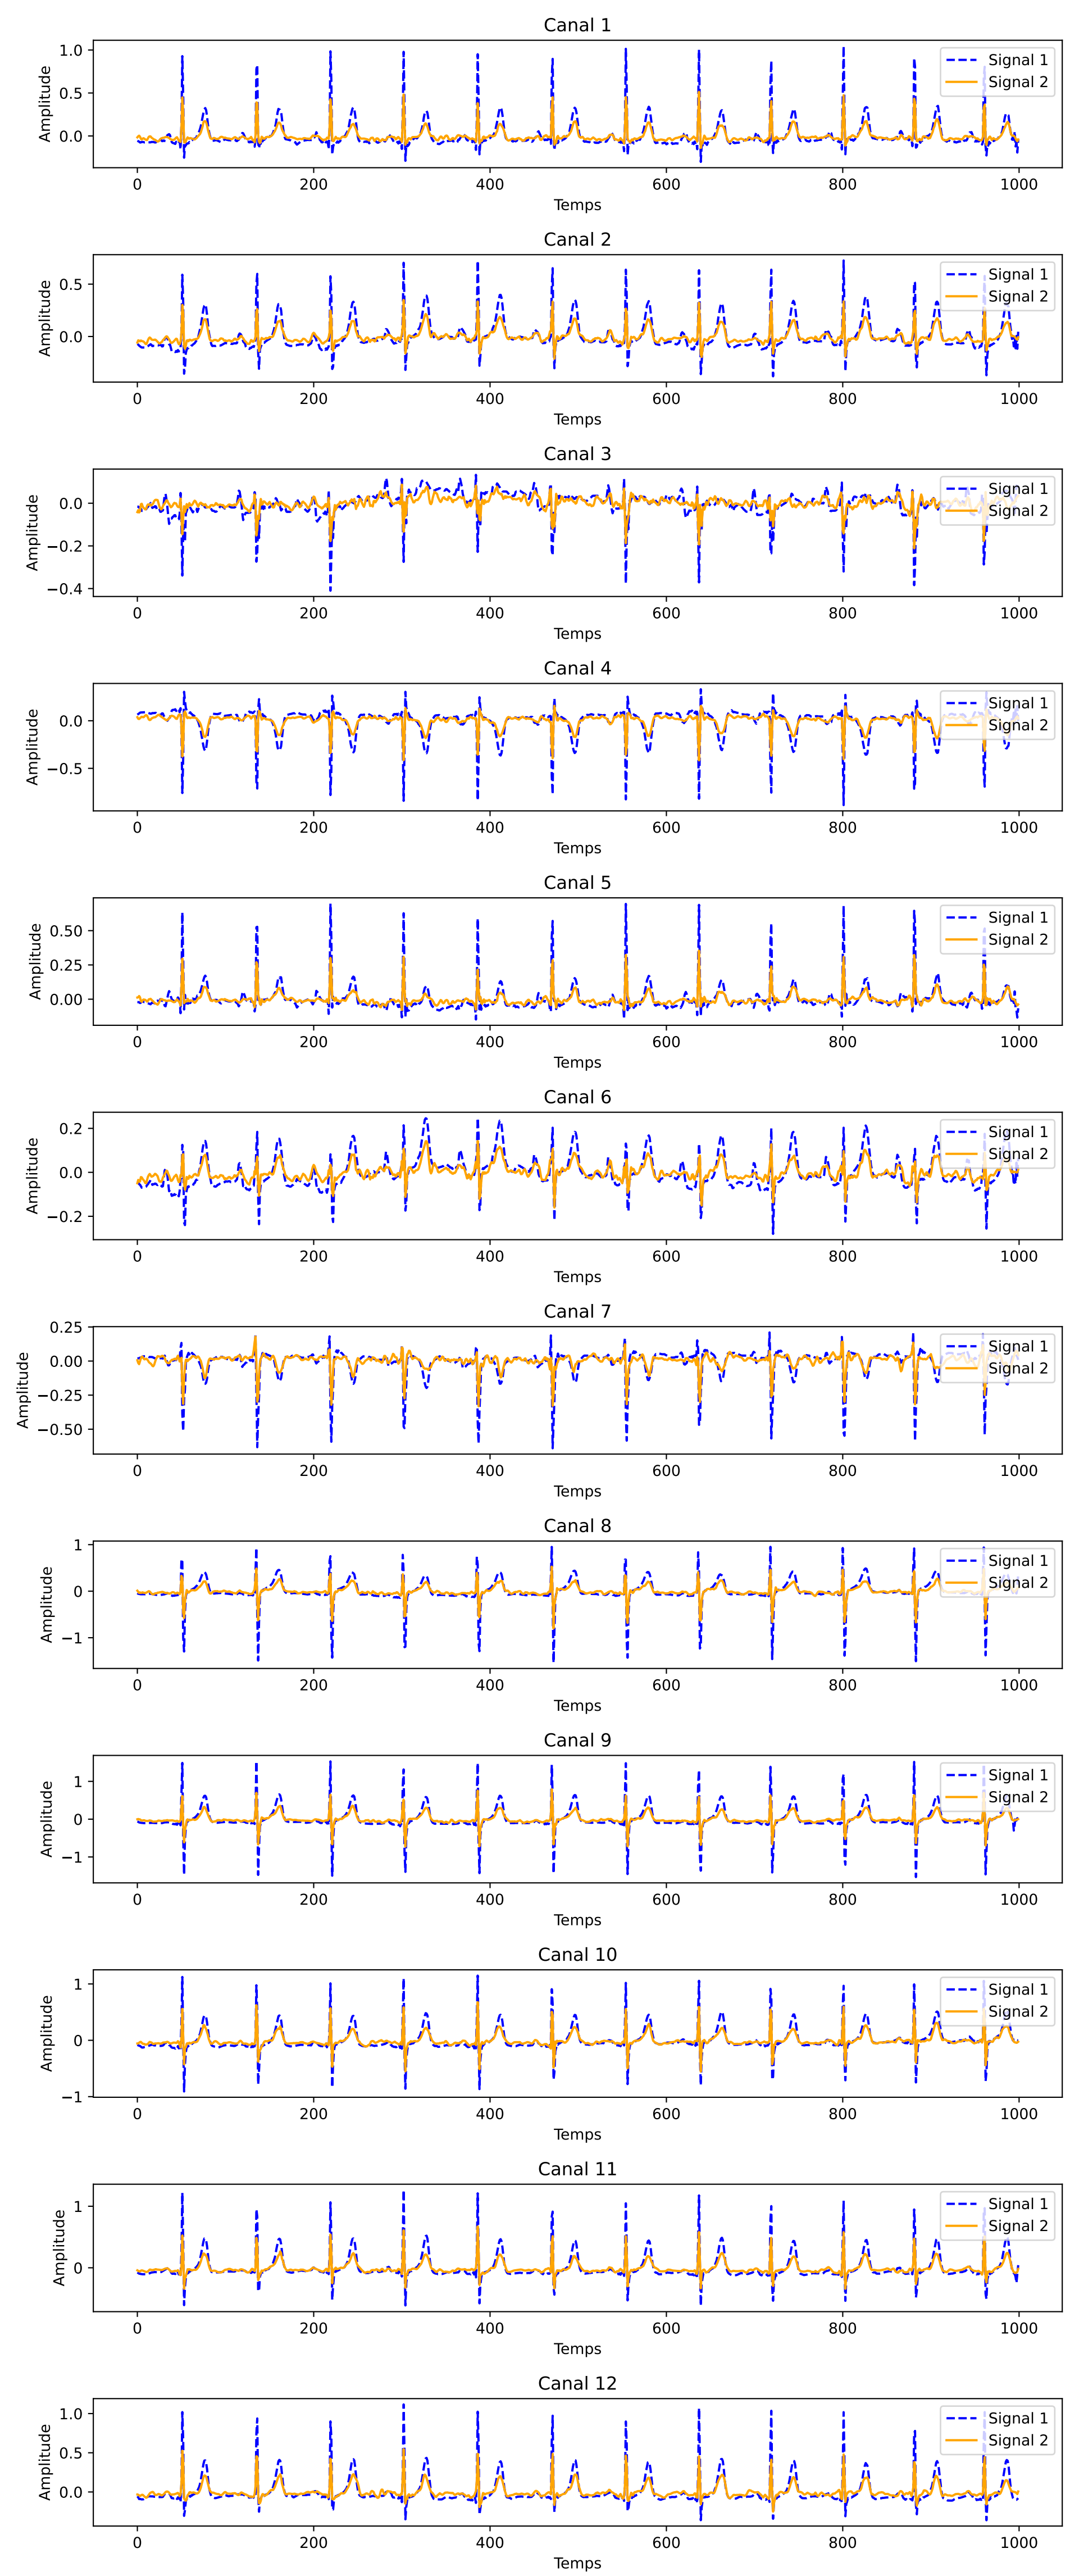 Canal 1
1.0
0.5
0.0
Amplitude
Signal 1
Signal 2
0 200 400 600 800 1000
Temps
Canal 2
0.5
0.0
Amplitude
Signal 1
Signal 2
0 200 400 600 800 1000
Temps
Canal 3
0.0
−0.2
−0.4
Amplitude
Signal 1
Signal 2
0 200 400 600 800 1000
Temps
Canal 4
0.0
−0.5
Amplitude
Signal 1
Signal 2
0 200 400 600 800 1000
Temps
Canal 5
0.50
0.25
0.00
Amplitude
Signal 1
Signal 2
0 200 400 600 800 1000
Temps
Canal 6
0.2
0.0
−0.2
Amplitude
Signal 1
Signal 2
0 200 400 600 800 1000
Temps
Canal 7
0.25
0.00
−0.25
−0.50
Amplitude
Signal 1
Signal 2
0 200 400 600 800 1000
Temps
Canal 8
1
0
−1
Amplitude
Signal 1
Signal 2
0 200 400 600 800 1000
Temps
Canal 9
1
0
−1
Amplitude
Signal 1
Signal 2
0 200 400 600 800 1000
Temps
Canal 10
1
0
−1
Amplitude
Signal 1
Signal 2
0 200 400 600 800 1000
Temps
Canal 11
1
0
Amplitude
Signal 1
Signal 2
0 200 400 600 800 1000
Temps
Canal 12
1.0
0.5
0.0
Amplitude
Signal 1
Signal 2
0 200 400 600 800 1000
Temps